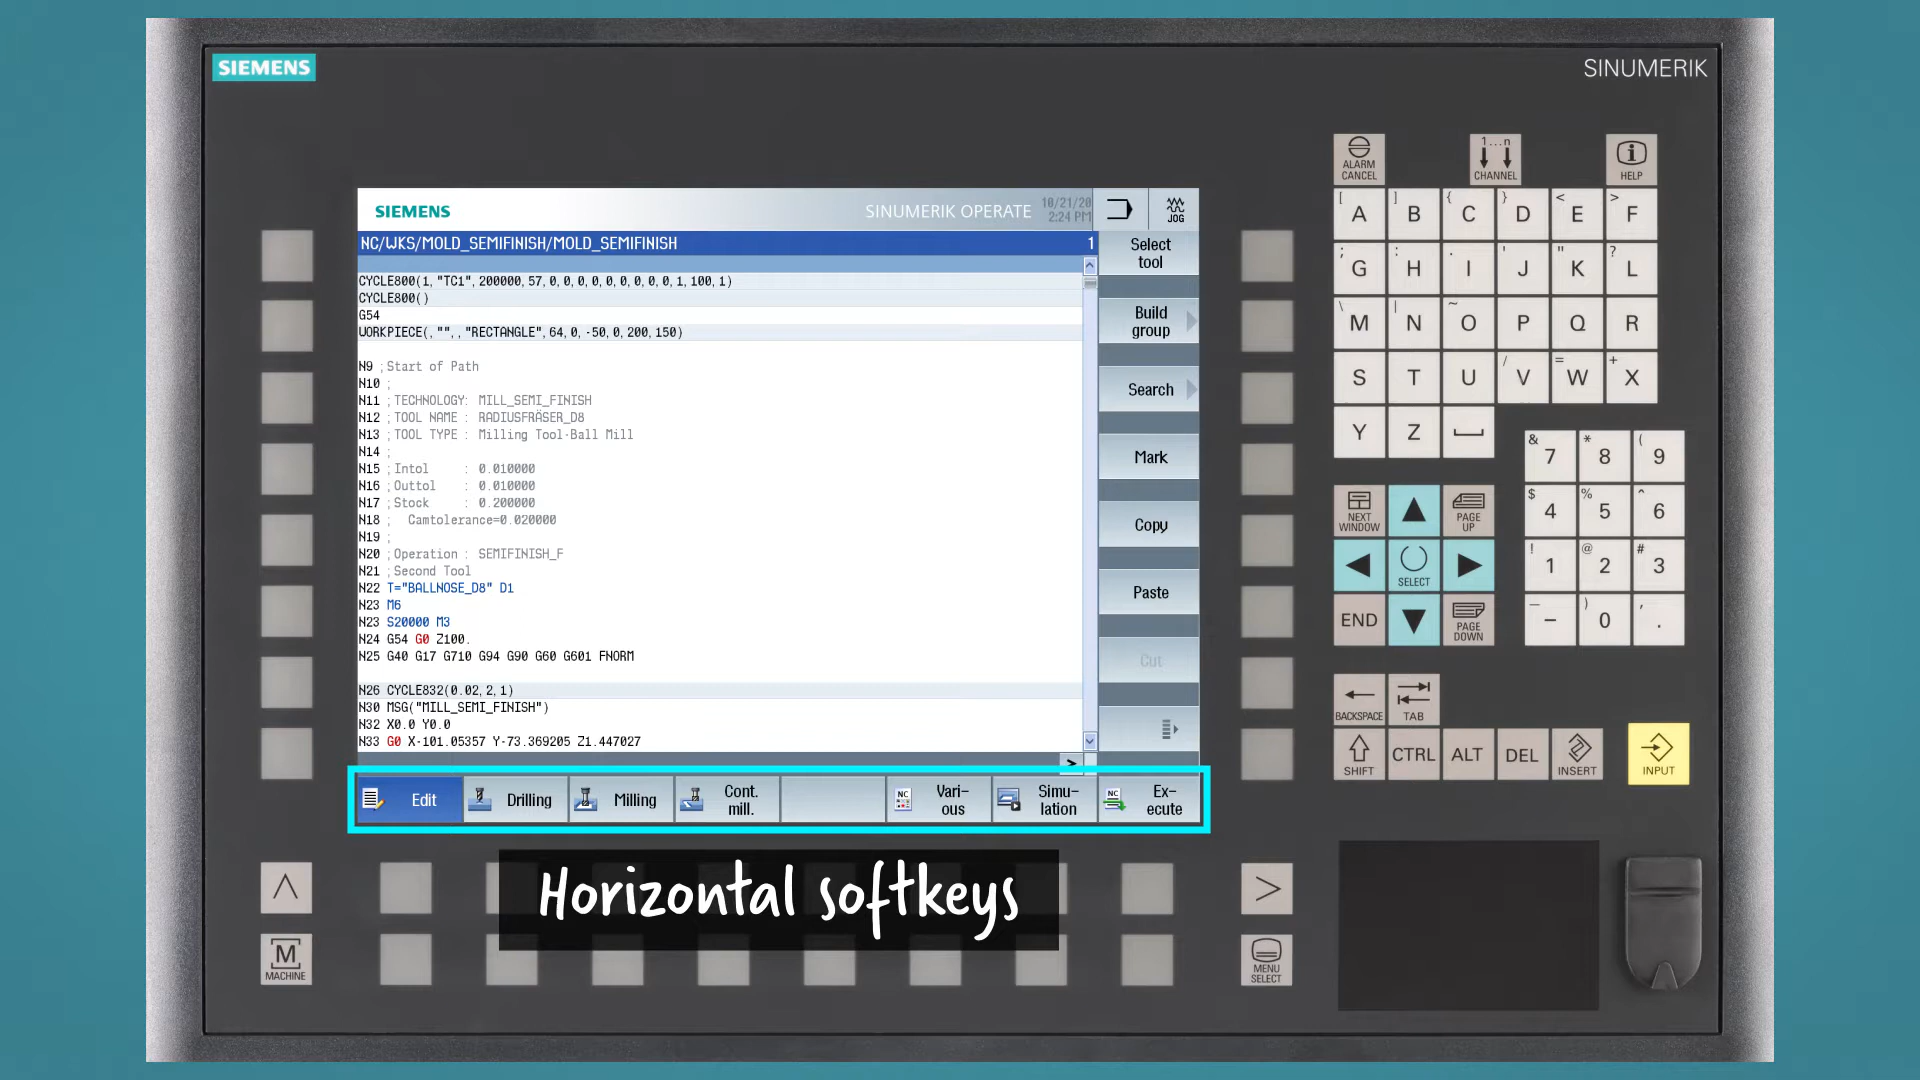 SIEMENS
SINUMERIK
SIEMENS
SINUMERIK OPERATE
10/21/20
2:24 PM
JOG
NC/WKS/MOLD_SEMIFINISH/MOLD_SEMIFINISH
1
CYCLE800(1,"TC1",200000,57,0,0,0,0,0,0,0,0,0,1,100,1)
CYCLE800()
G54
WORKPIECE(,"",,"RECTANGLE",64,0,-50,0,200,150)
N9 ;Start of Path
N10 ;
N11 ;TECHNOLOGY: MILL_SEMI_FINISH
N12 ;TOOL NAME : RADIUSFRÄSER_D8
N13 ;TOOL TYPE : Milling Tool-Ball Mill
N14 ;
N15 ;Intol : 0.010000
N16 ;Outtol : 0.010000
N17 ;Stock : 0.200000
N18 ; Camtolerance=0.020000
N19 ;
N20 ;Operation : SEMIFINISH_F
N21 ;Second Tool
N22 T="BALLNOSE_D8" D1
N23 M6
N23 S20000 M3
N24 G54 G0 Z100.
N25 G40 G17 G710 G94 G90 G60 G601 FNORM
N26 CYCLE832(0.02,2,1)
N30 MSG("MILL_SEMI_FINISH")
N32 X0.0 Y0.0
N33 G0 X-101.05357 Y-73.369205 Z1.447027
>
Select
tool
Build
group
Search
Mark
Copy
Paste
Cut
Edit
Drilling
Milling
Cont.
mill.
Vari-
ous
Simu-
lation
Ex-
ecute
NC
NC
Horizontal softkeys
M
MACHINE
>
MENU
SELECT
ALARM
CANCEL
1...n
CHANNEL
HELP
[ A ] B { C } D < E > F
; G : H . I ' J " K ? L
\ M | N ~ O P Q R
S T U / V = W + X
Y Z
& 7 * 8 ( 9
$ 4 % 5 ^ 6
! 1 @ 2 # 3
_ - ) 0 , .
NEXT
WINDOW
PAGE
UP
SELECT
END
PAGE
DOWN
BACKSPACE
TAB
SHIFT
CTRL
ALT
DEL
INSERT
INPUT